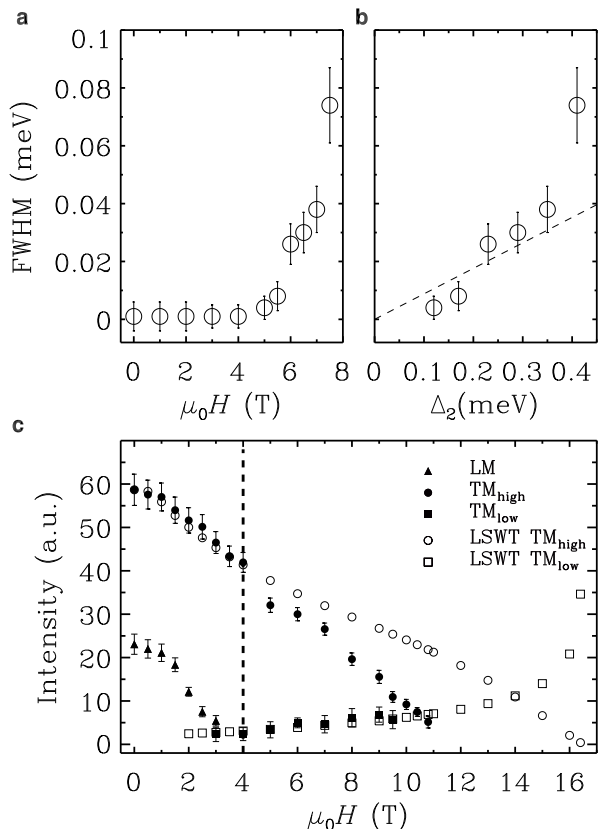 a
b
0.1
0.08
0.06
0.04
0.02
0
FWHM (meV)
0 2 4 6 8
μ₀H (T)
0 0.1 0.2 0.3 0.4
Δ₂(meV)
c
60
50
40
30
20
10
0
Intensity (a.u.)
LM
TMhigh
TMlow
LSWT TMhigh
LSWT TMlow
0 2 4 6 8 10 12 14 16
μ₀H (T)